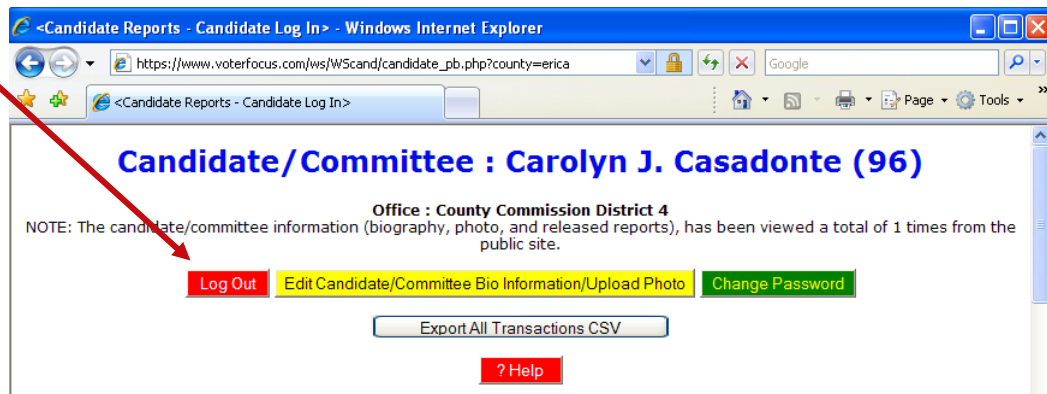 <Candidate Reports - Candidate Log In> - Windows Internet Explorer
https://www.voterfocus.com/ws/WScand/candidate_pb.php?county=erica
Google
<Candidate Reports - Candidate Log In>
Page
Tools
»
Candidate/Committee : Carolyn J. Casadonte (96)
Office : County Commission District 4
NOTE: The candidate/committee information (biography, photo, and released reports), has been viewed a total of 1 times from the
public site.
Log Out
Edit Candidate/Committee Bio Information/Upload Photo
Change Password
Export All Transactions CSV
? Help